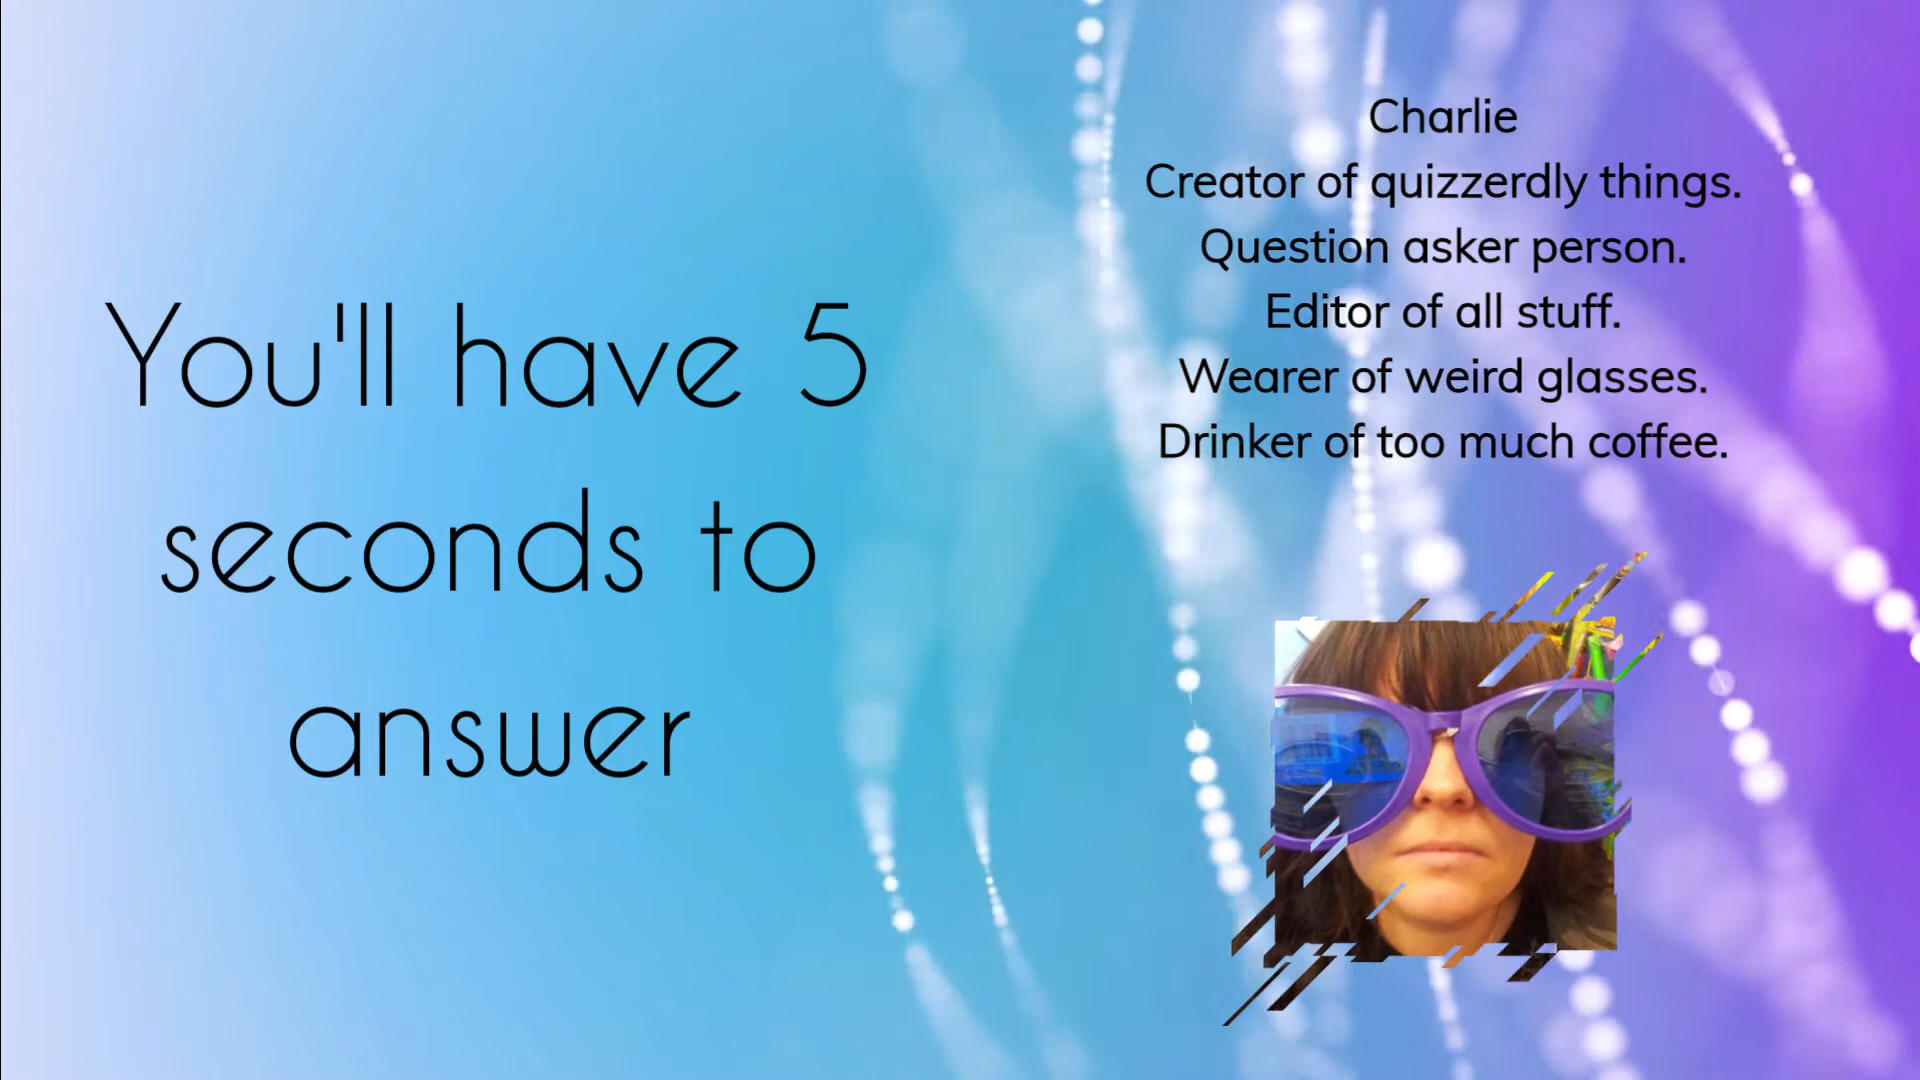 You'll have 5
seconds to
answer
Charlie
Creator of quizzerdly things.
Question asker person.
Editor of all stuff.
Wearer of weird glasses.
Drinker of too much coffee.